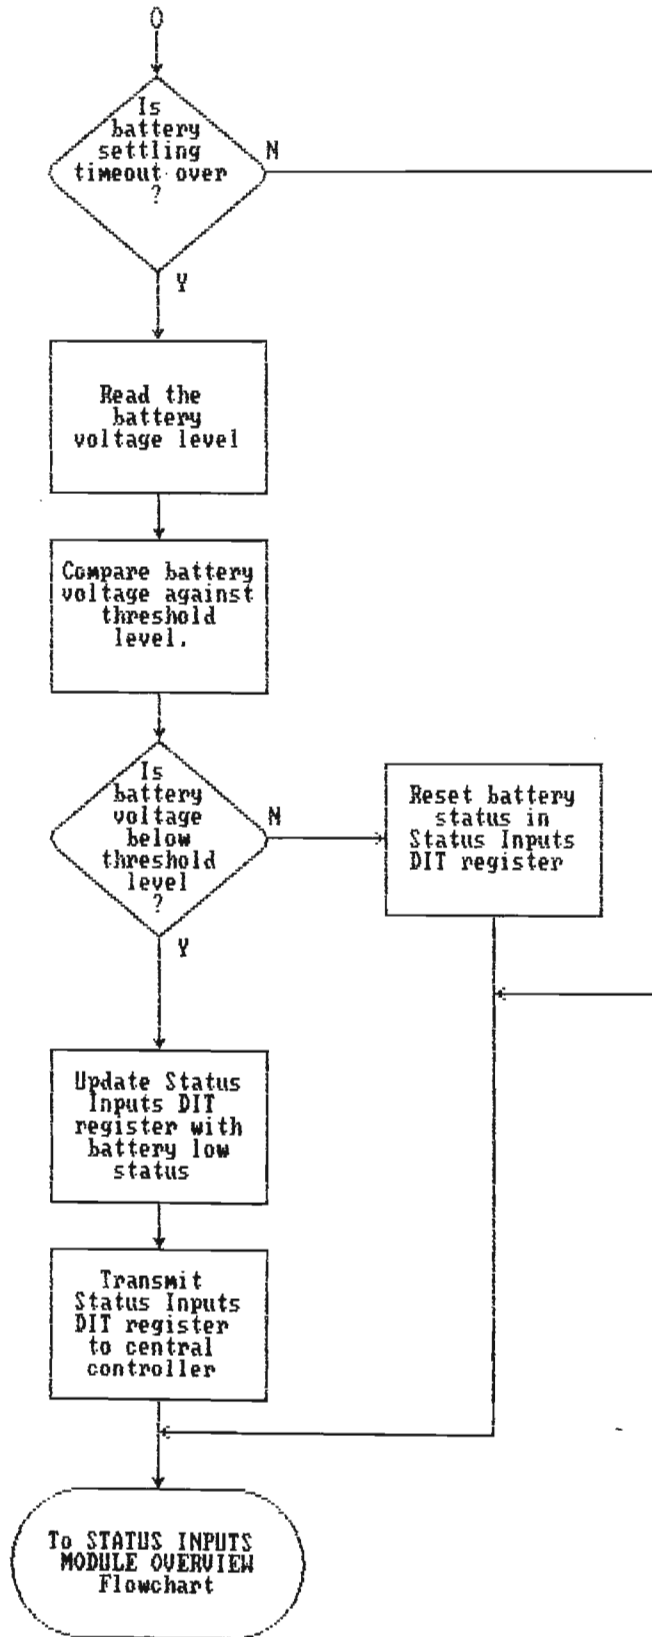 O
Is
battery
settling
timeout over
?
N
Y
Read the
battery
voltage level
Compare battery
voltage against
threshold
level.
Is
battery
voltage
below
threshold
level
?
N
Y
Reset battery
status in
Status Inputs
DIT register
Update Status
Inputs DIT
register with
battery low
status
Transmit
Status Inputs
DIT register
to central
controller
To STATUS INPUTS
MODULE OVERVIEW
Flowchart